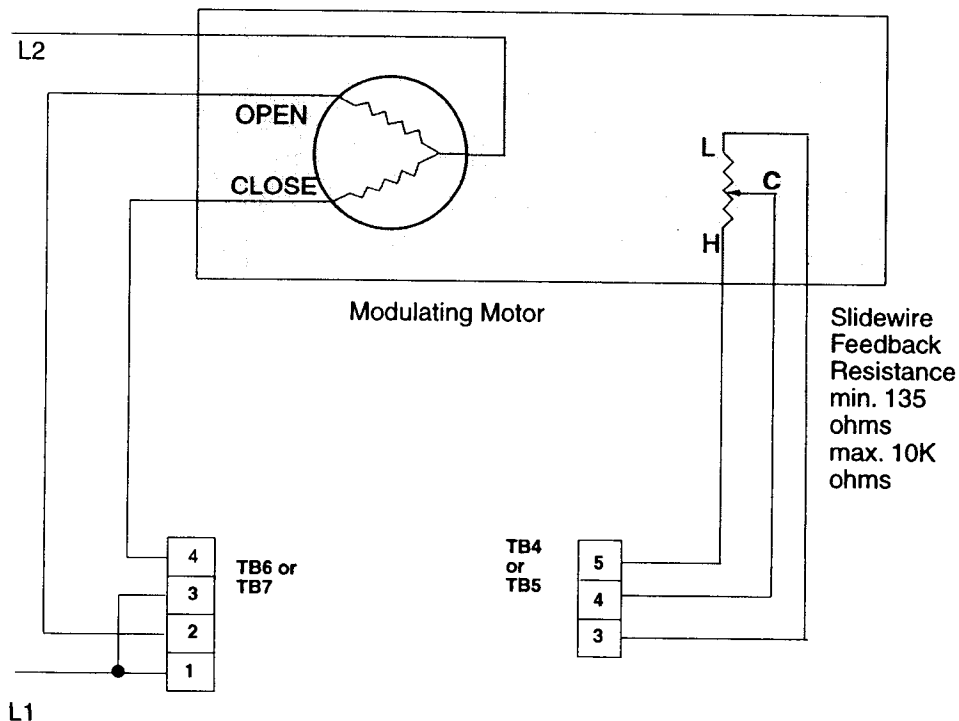 L2
OPEN
CLOSE
L
C
H
Modulating Motor
Slidewire
Feedback
Resistance
min. 135
ohms
max. 10K
ohms
4
3
2
1
TB6 or
TB7
TB4
or
TB5
5
4
3
L1